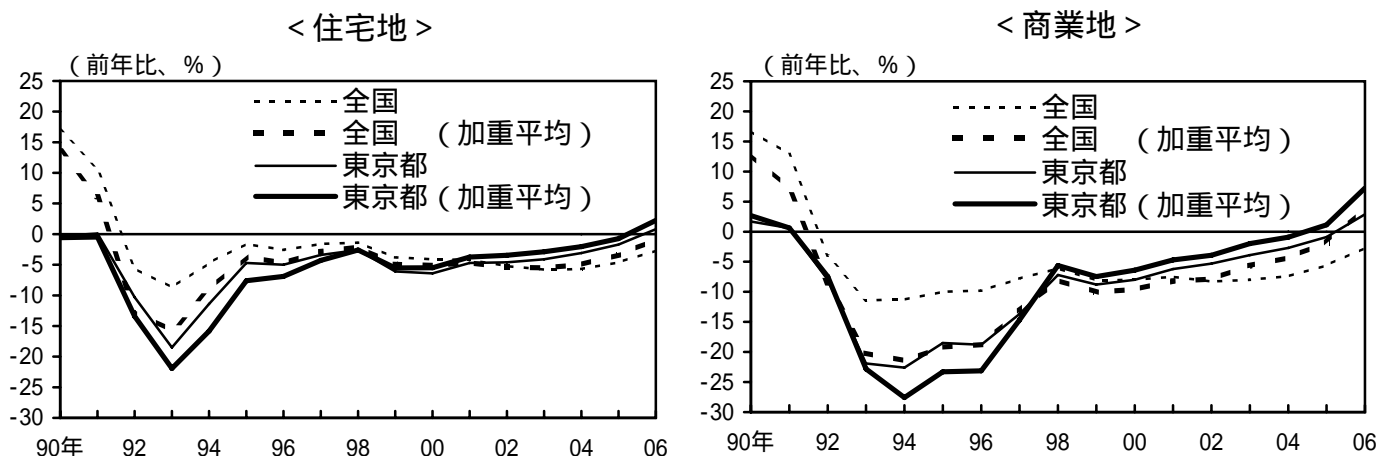 ＜住宅地＞
（前年比、％）
25
20
15
10
5
0
-5
-10
-15
-20
-25
-30
全国
全国　（加重平均）
東京都
東京都（加重平均）
90年 92 94 96 98 00 02 04 06
＜商業地＞
（前年比、％）
25
20
15
10
5
0
-5
-10
-15
-20
-25
-30
全国
全国　（加重平均）
東京都
東京都（加重平均）
90年 92 94 96 98 00 02 04 06